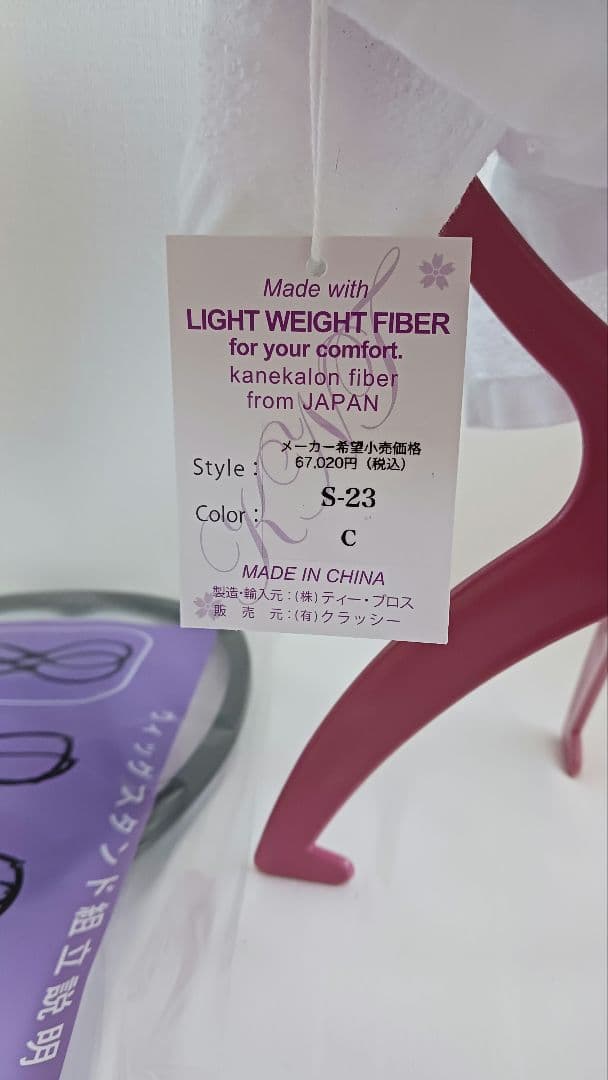 Made with
LIGHT WEIGHT FIBER
for your comfort.
kanekalon fiber
from JAPAN
メーカー希望小売価格
67,020円（税込）
Style :
S-23
Color :
C
MADE IN CHINA
製造・輸入元：(株) ティー・プロス
販　売　元：(有) クラッシー
ウィッグスタンド組立説明